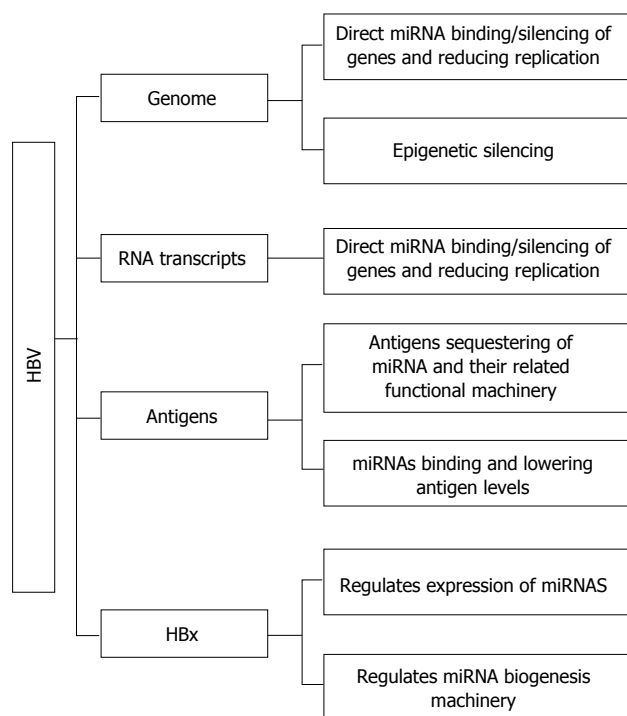 HBV
Genome
Direct miRNA binding/silencing of
genes and reducing replication
Epigenetic silencing
RNA transcripts
Direct miRNA binding/silencing of
genes and reducing replication
Antigens
Antigens sequestering of
miRNA and their related
functional machinery
miRNAs binding and lowering
antigen levels
HBx
Regulates expression of miRNAS
Regulates miRNA biogenesis
machinery